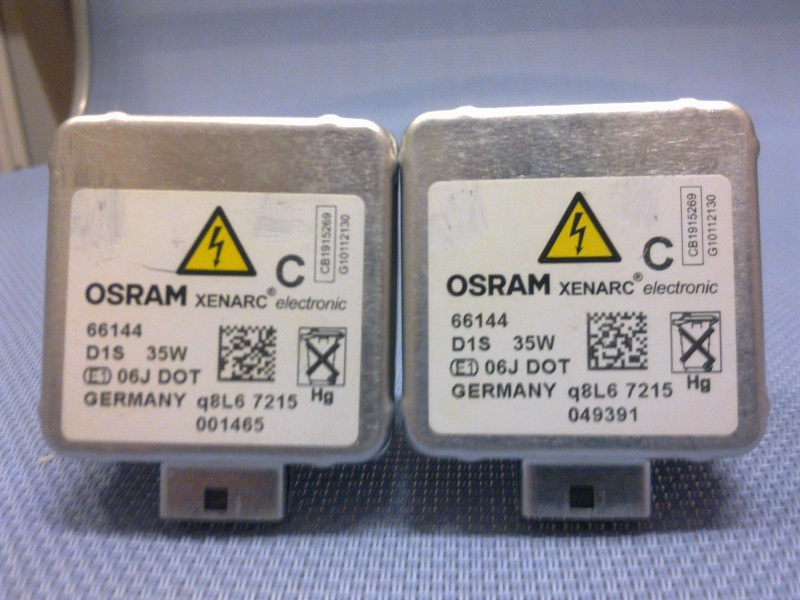 CB1915269
G10112130
C
OSRAM XENARC® electronic
66144
D1S 35W
E1 06J DOT
Hg
GERMANY q8L6 7215
001465
CB1915269
G10112130
C
OSRAM XENARC® electronic
66144
D1S 35W
E1 06J DOT
Hg
GERMANY q8L6 7215
049391